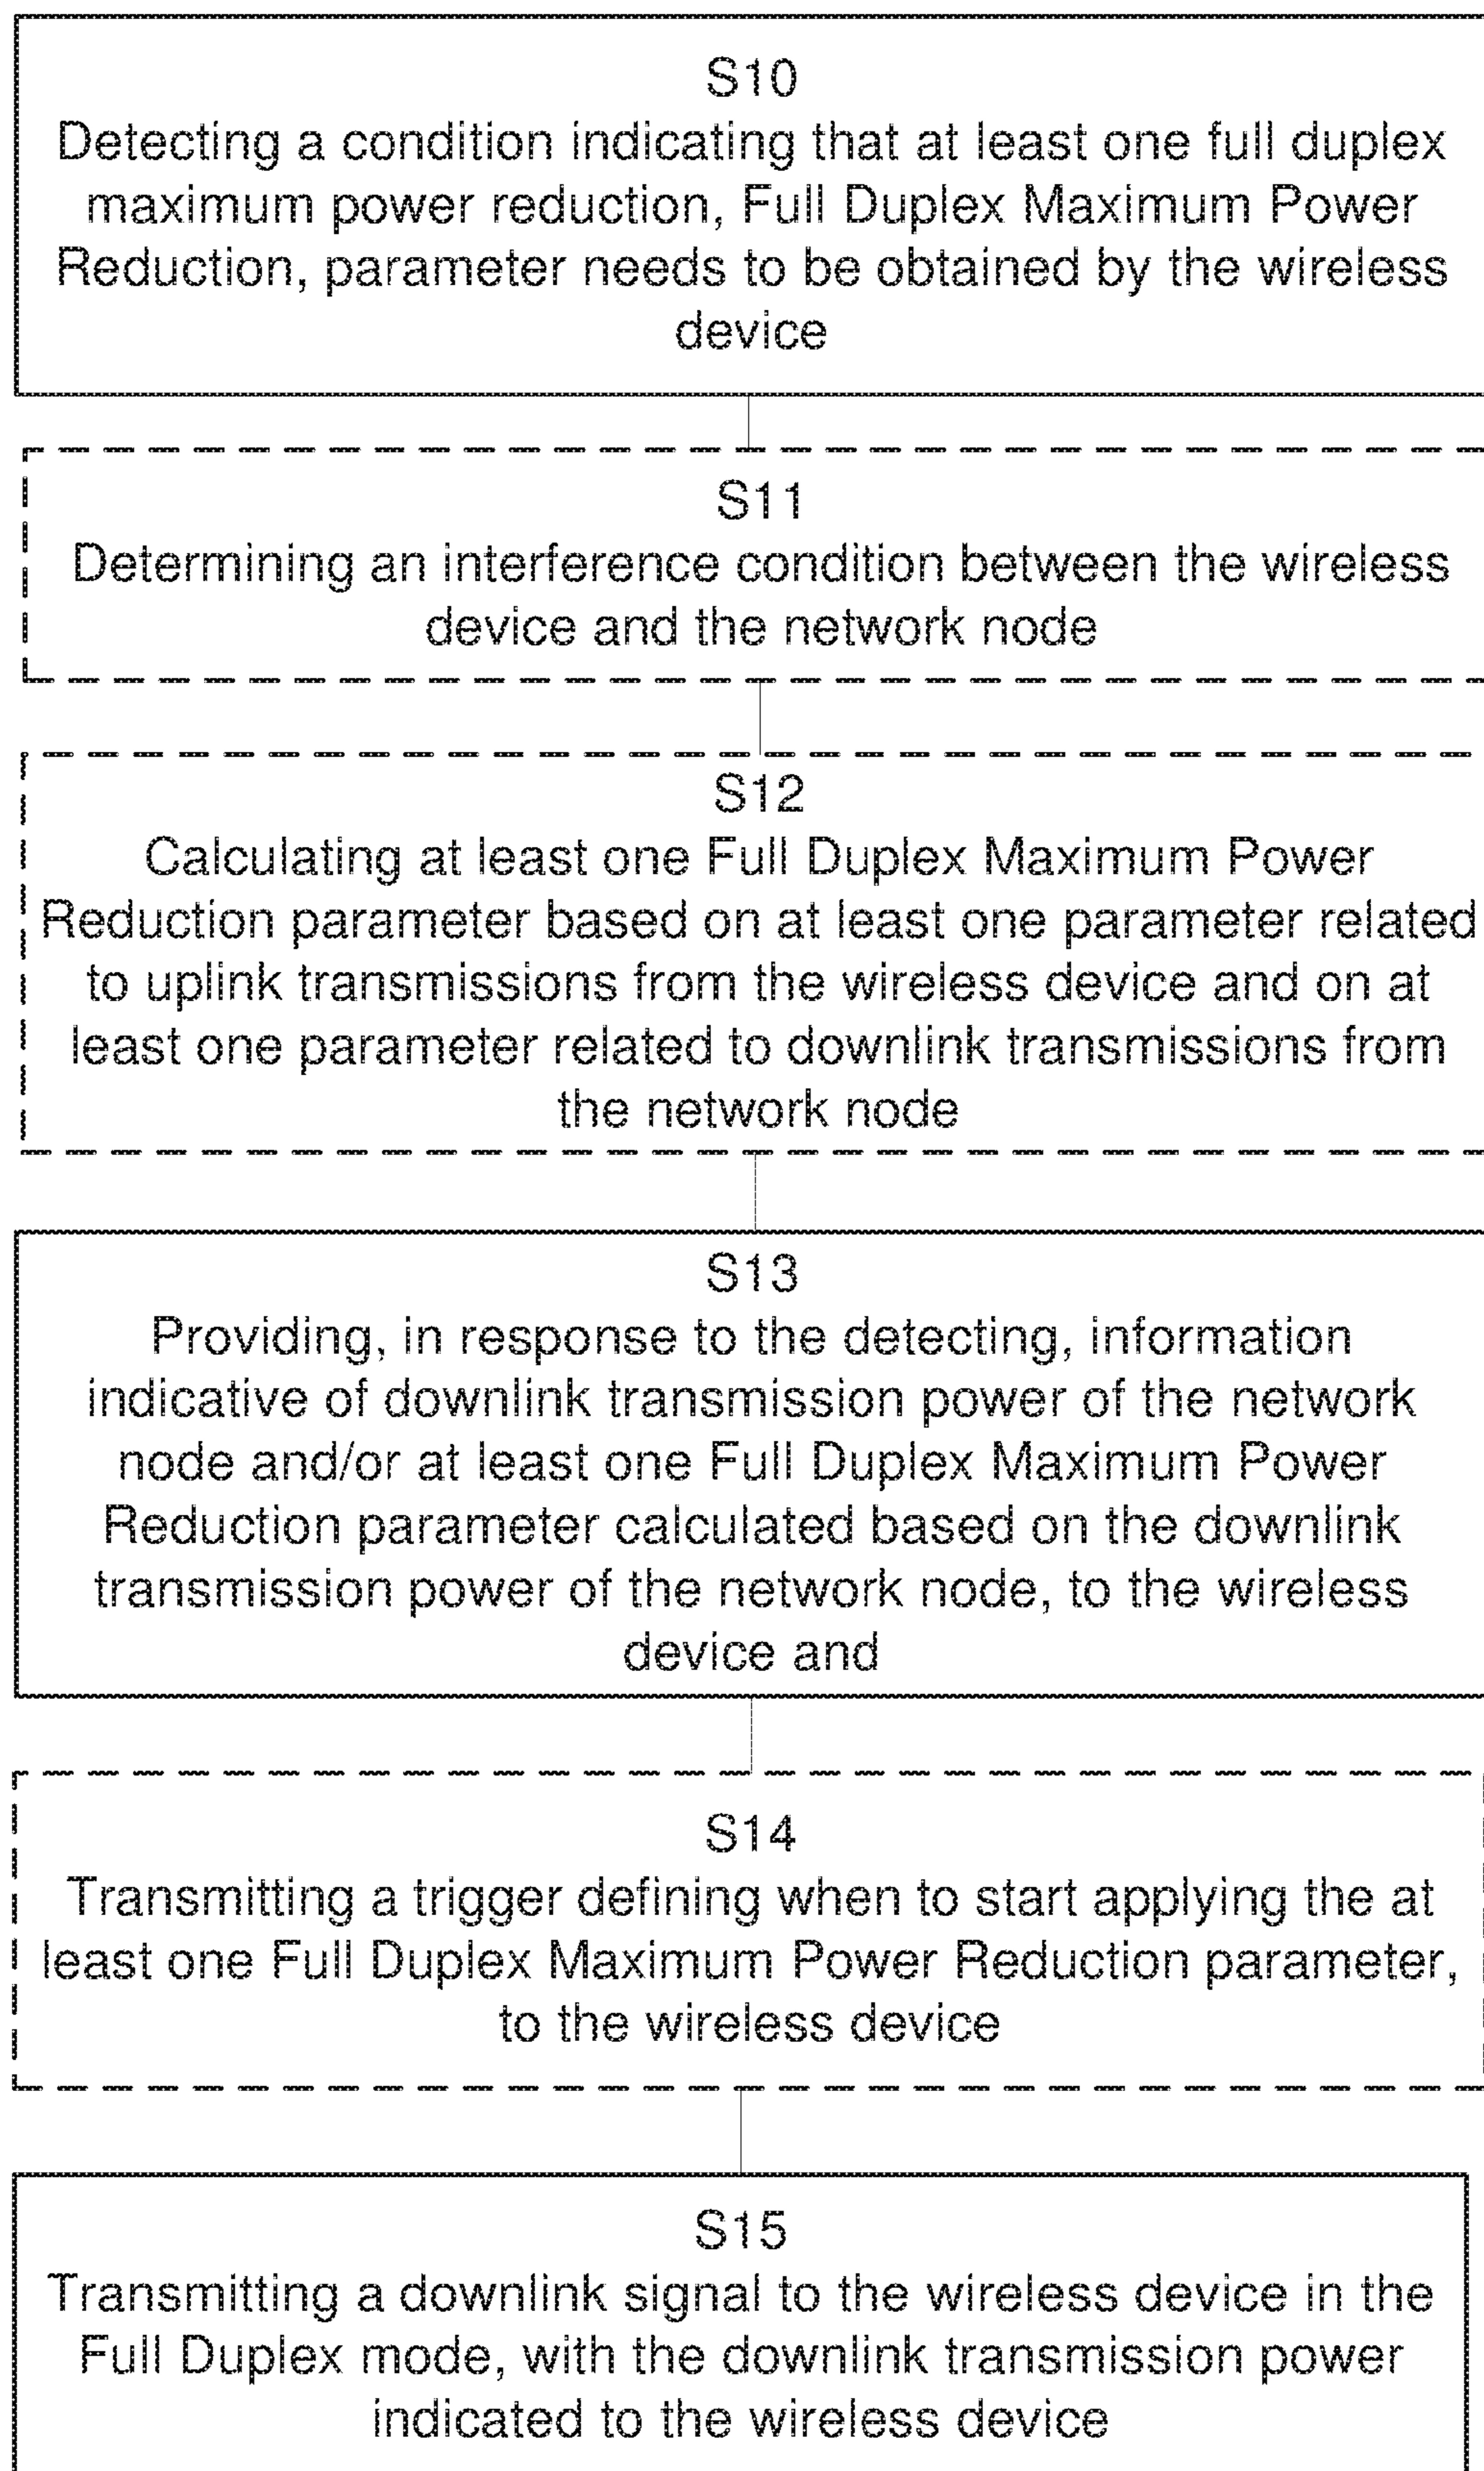 S10
Detecting a condition indicating that at least one full duplex
maximum power reduction, Full Duplex Maximum Power
Reduction, parameter needs to be obtained by the wireless
device
S11
Determining an interference condition between the wireless
device and the network node
S12
Calculating at least one Full Duplex Maximum Power
Reduction parameter based on at least one parameter related
to uplink transmissions from the wireless device and on at
least one parameter related to downlink transmissions from
the network node
S13
Providing, in response to the detecting, information
indicative of downlink transmission power of the network
node and/or at least one Full Duplex Maximum Power
Reduction parameter calculated based on the downlink
transmission power of the network node, to the wireless
device and
S14
Transmitting a trigger defining when to start applying the at
least one Full Duplex Maximum Power Reduction parameter,
to the wireless device
S15
Transmitting a downlink signal to the wireless device in the
Full Duplex mode, with the downlink transmission power
indicated to the wireless device